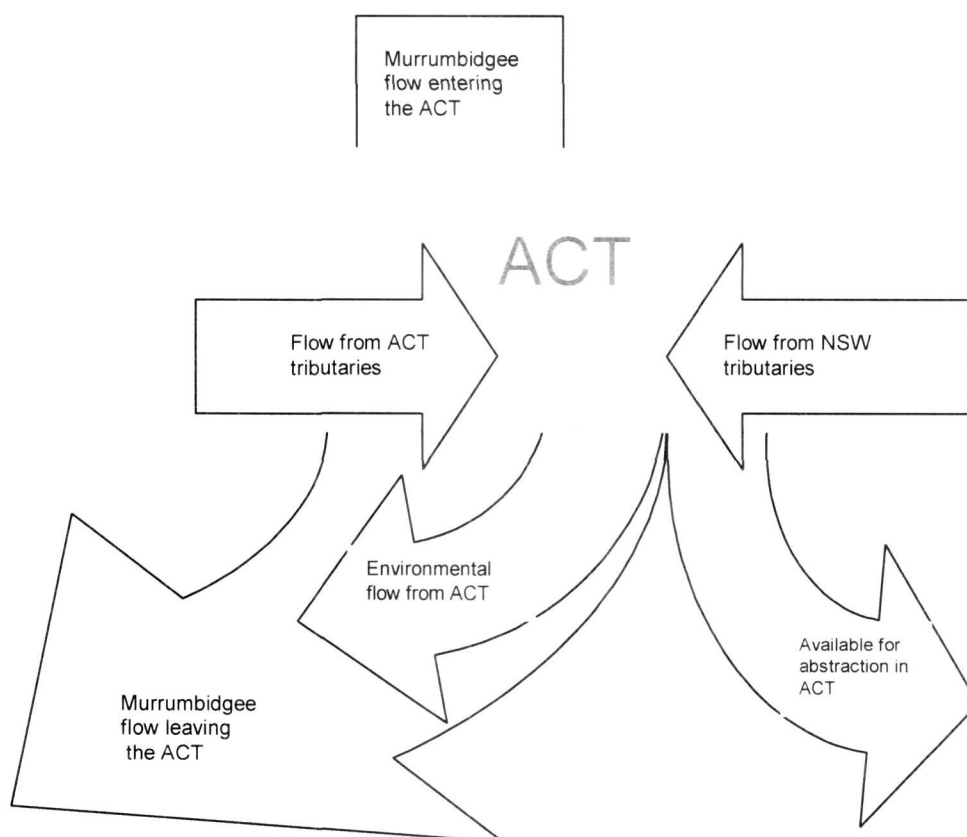 Murrumbidgee
flow entering
the ACT
ACT
Flow from ACT
tributaries
Flow from NSW
tributaries
Environmental
flow from ACT
Available for
abstraction in
ACT
Murrumbidgee
flow leaving
the ACT